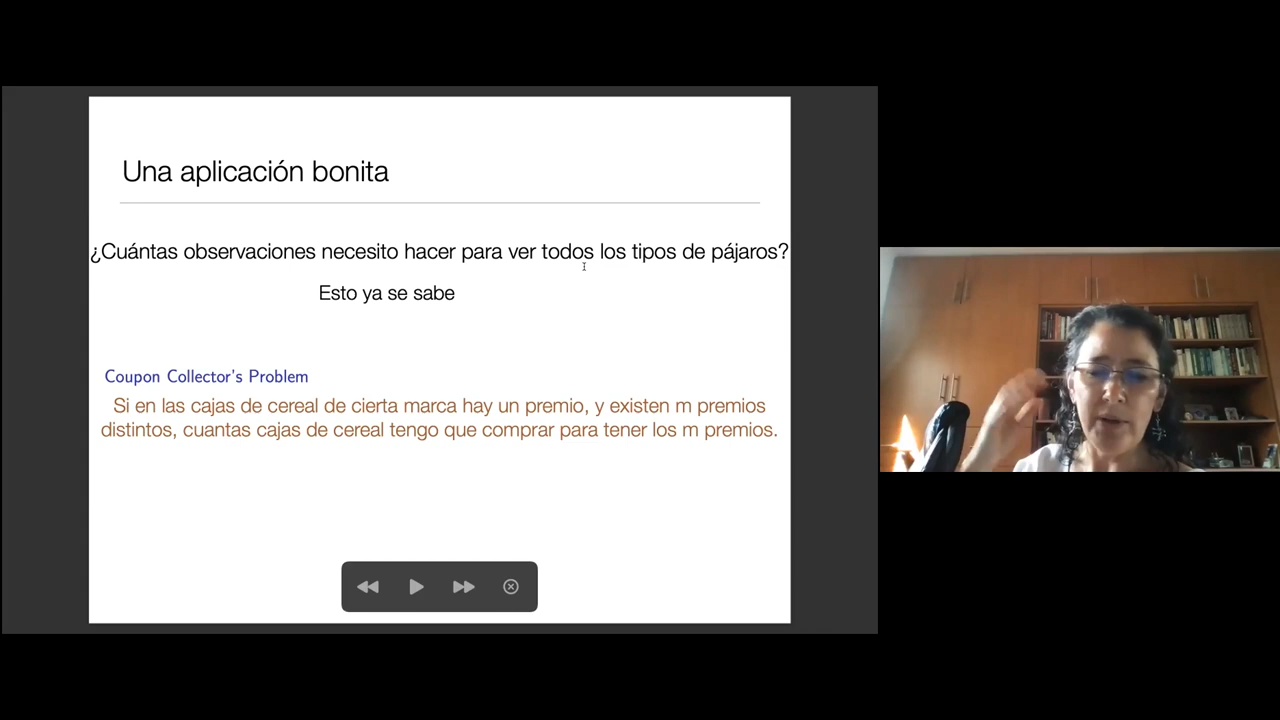 Una aplicación bonita
¿Cuántas observaciones necesito hacer para ver todos los tipos de pájaros?
Esto ya se sabe
Coupon Collector's Problem
Si en las cajas de cereal de cierta marca hay un premio, y existen m premios
distintos, cuantas cajas de cereal tengo que comprar para tener los m premios.